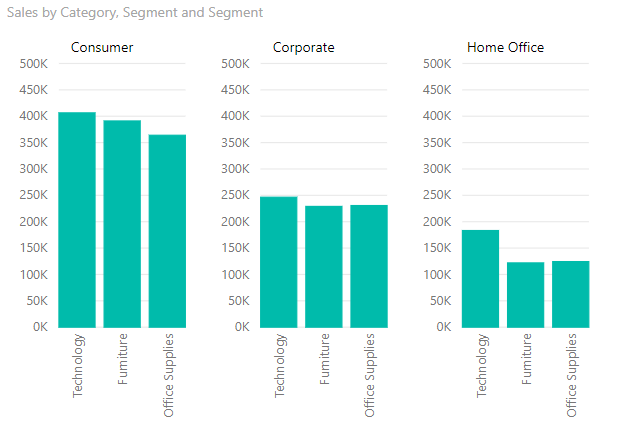 Sales by Category, Segment and Segment
Consumer
500K
450K
400K
350K
300K
250K
200K
150K
100K
50K
0K
Technology
Furniture
Office Supplies
Corporate
500K
450K
400K
350K
300K
250K
200K
150K
100K
50K
0K
Technology
Furniture
Office Supplies
Home Office
500K
450K
400K
350K
300K
250K
200K
150K
100K
50K
0K
Technology
Furniture
Office Supplies